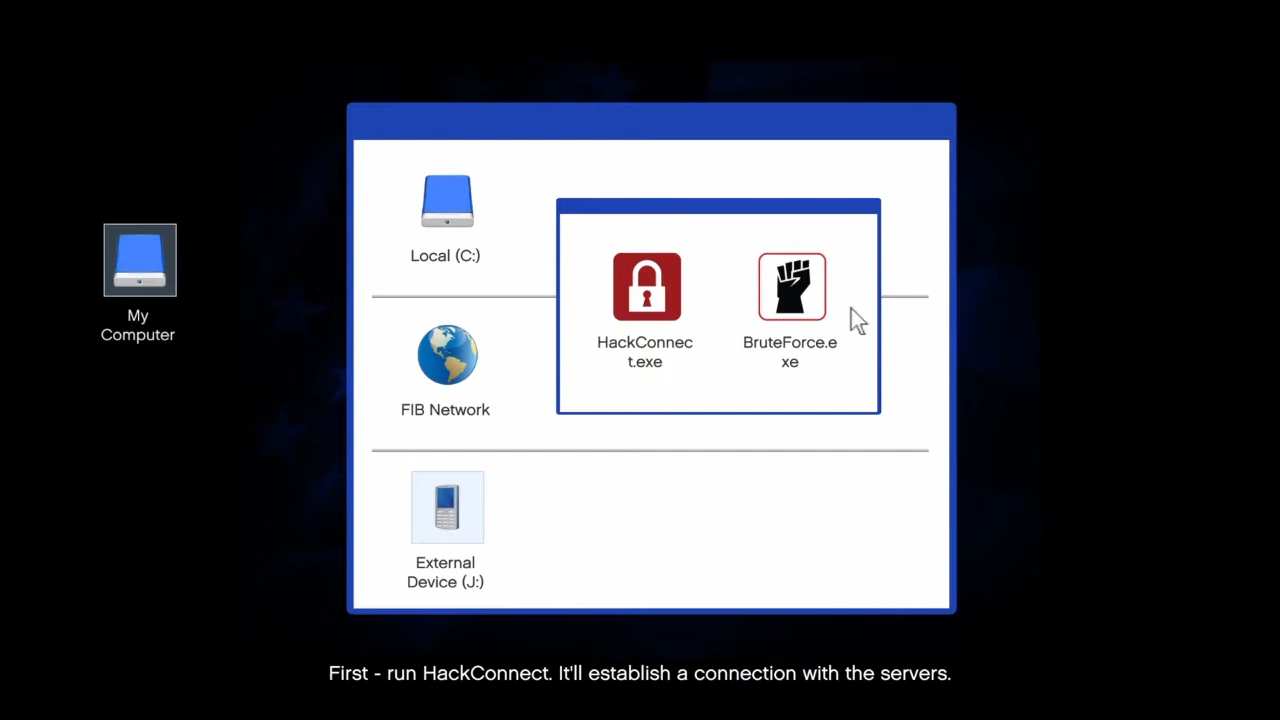 My
Computer
Local (C:)
HackConnec
t.exe
BruteForce.e
xe
FIB Network
External
Device (J:)
First - run HackConnect. It'll establish a connection with the servers.